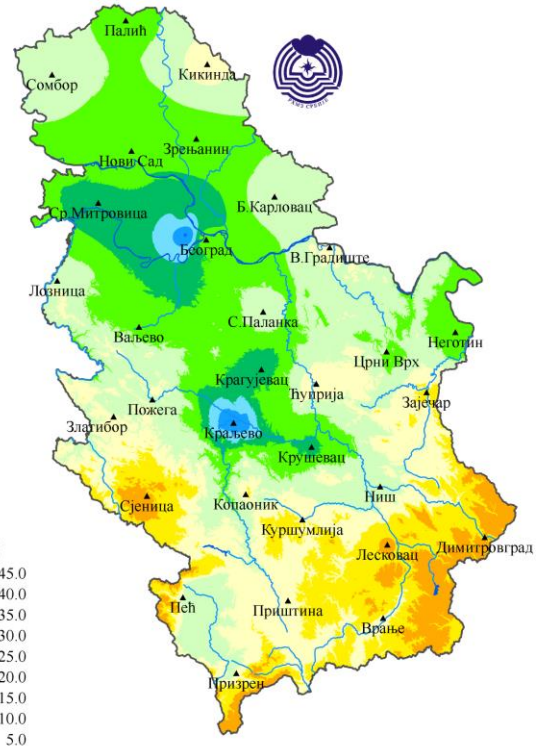 Палић
Кикинда
Сомбор
РХМЗ СРБИЈЕ
Зрењанин
Нови Сад
Ср.Митровица
Б.Карловац
Београд
В.Градиште
Лозница
С.Паланка
Ваљево
Неготин
Црни Врх
Крагујевац
Ћуприја
Зајечар
Пожега
Златибор
Краљево
Крушевац
Ниш
Сјеница
Копаоник
Куршумлија
Лесковац
Димитровград
45.0
40.0
Пећ
Приштина
35.0
Врање
30.0
25.0
Призрен
20.0
15.0
10.0
5.0